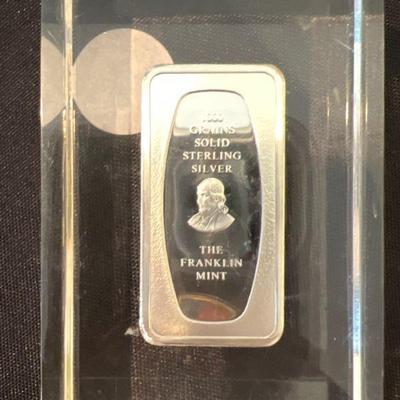 1000
GRAINS
SOLID
STERLING
SILVER
THE
FRANKLIN
MINT